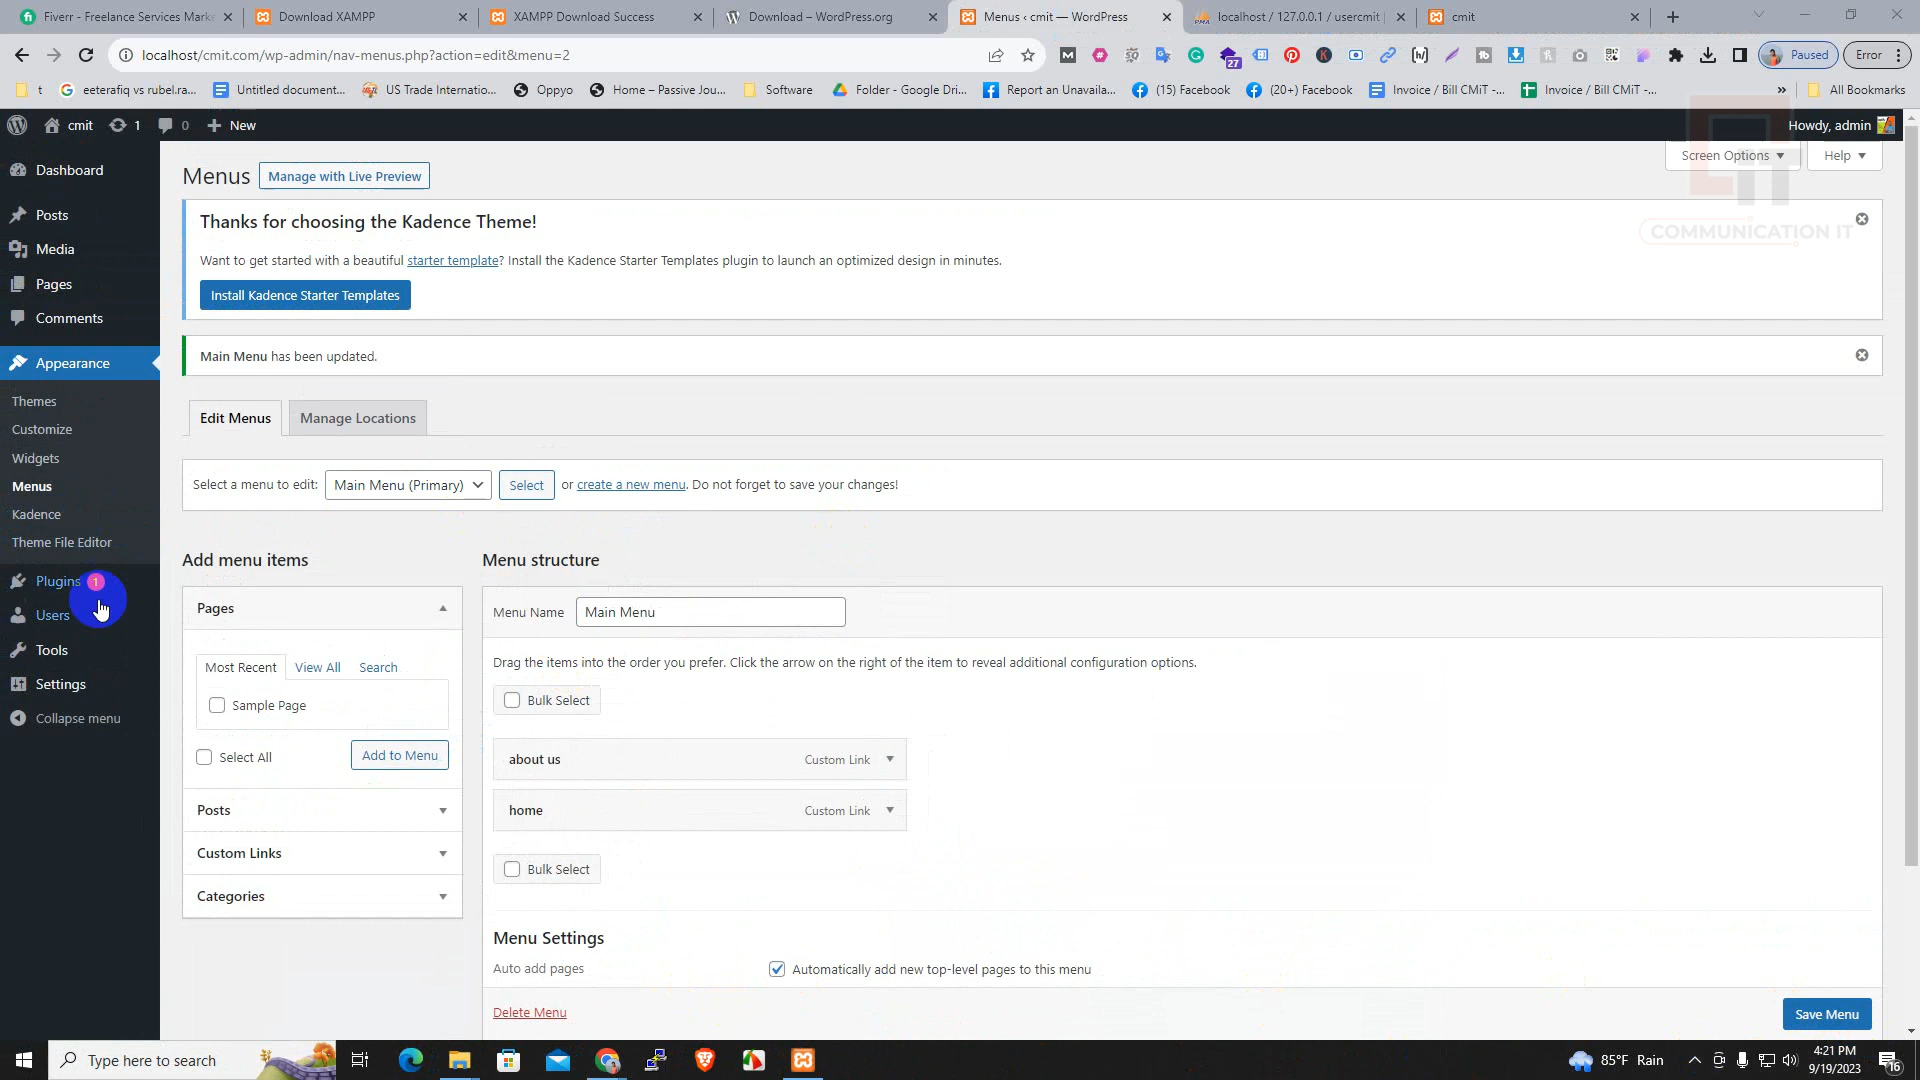 Fiverr - Freelance Services Marke
Download XAMPP
XAMPP Download Success
Download – WordPress.org
Menus ‹ cmit — WordPress
localhost / 127.0.0.1 / usercmit
cmit
localhost/cmit.com/wp-admin/nav-menus.php?action=edit&menu=2
27
Paused
Error
t
eeterafiq vs rubel.ra...
Untitled document...
US Trade Internatio...
Oppyo
Home – Passive Jou...
Software
Folder - Google Dri...
Report an Unavaila...
(15) Facebook
(20+) Facebook
Invoice / Bill CMiT -...
Invoice / Bill CMiT -...
»
All Bookmarks
cmit
1
0
New
Howdy, admin
Screen Options
Help
IT
COMMUNICATION IT
Dashboard
Posts
Media
Pages
Comments
Appearance
Themes
Customize
Widgets
Menus
Kadence
Theme File Editor
Plugins 1
Users
Tools
Settings
Collapse menu
Menus
Manage with Live Preview
Thanks for choosing the Kadence Theme!
Want to get started with a beautiful starter template? Install the Kadence Starter Templates plugin to launch an optimized design in minutes.
Install Kadence Starter Templates
Main Menu has been updated.
Edit Menus
Manage Locations
Select a menu to edit: Main Menu (Primary) Select or create a new menu. Do not forget to save your changes!
Add menu items
Pages
Most Recent
View All
Search
Sample Page
Select All
Add to Menu
Posts
Custom Links
Categories
Menu structure
Menu Name Main Menu
Drag the items into the order you prefer. Click the arrow on the right of the item to reveal additional configuration options.
Bulk Select
about us Custom Link
home Custom Link
Bulk Select
Menu Settings
Auto add pages
Automatically add new top-level pages to this menu
Delete Menu
Save Menu
Type here to search
85°F Rain
4:21 PM
9/19/2023
16